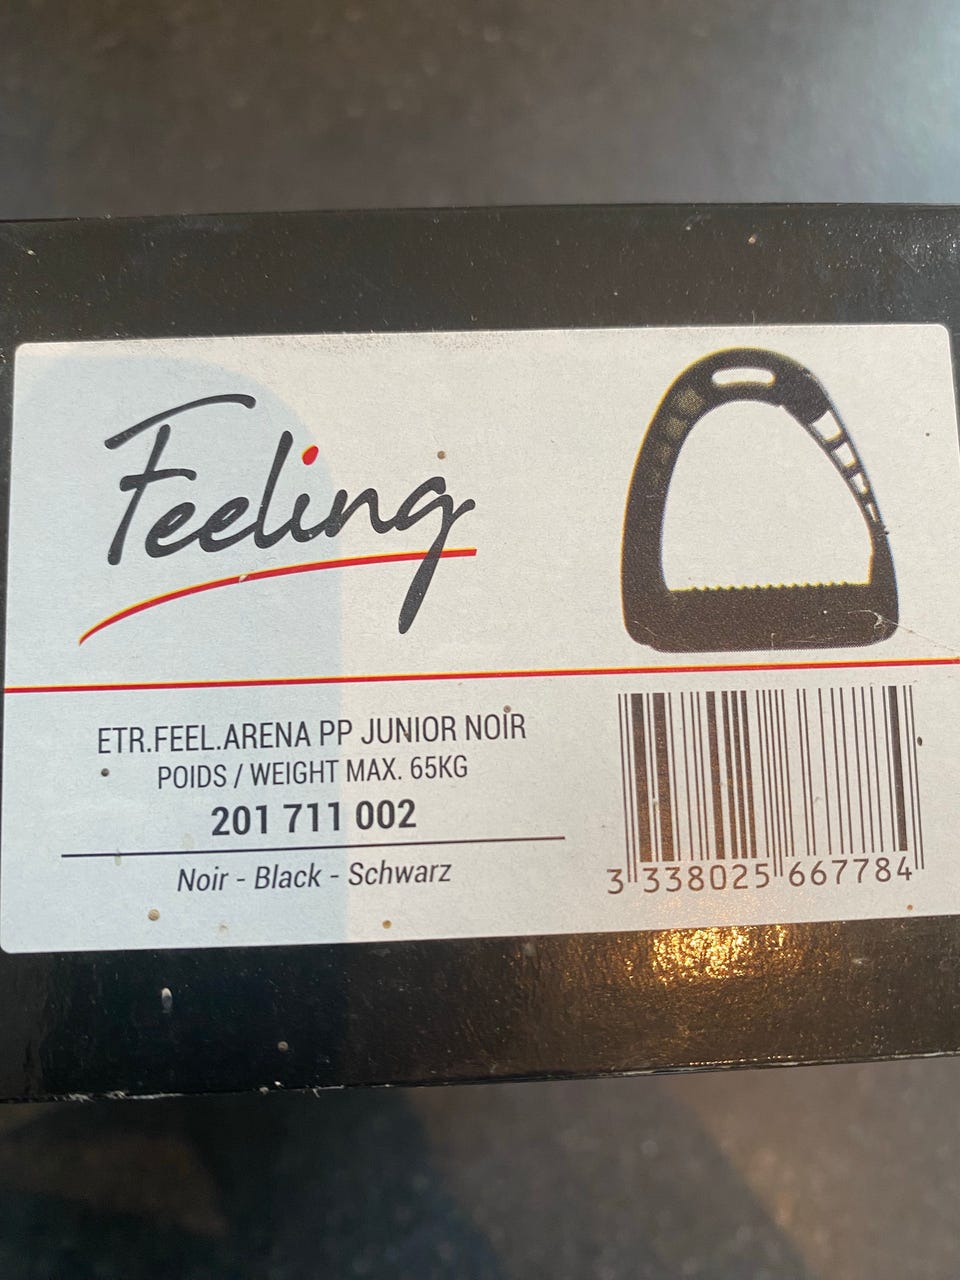 Feeling
ETR.FEEL.ARENA PP JUNIOR NOIR
POIDS / WEIGHT MAX. 65KG
201 711 002
Noir - Black - Schwarz
3 338025 667784